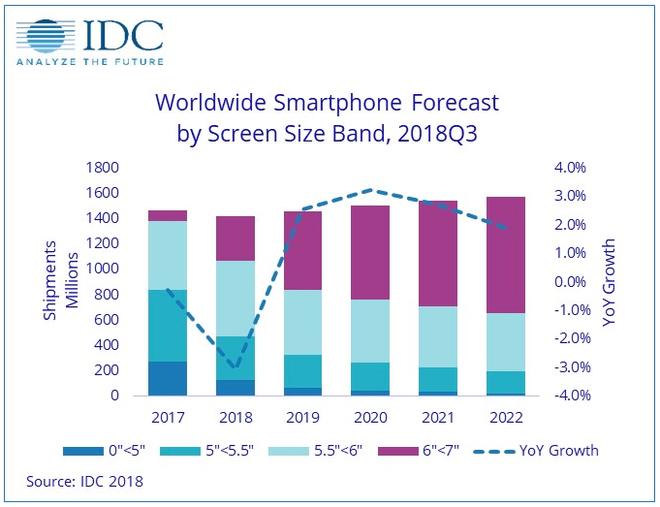 IDC
ANALYZE THE FUTURE
Worldwide Smartphone Forecast
by Screen Size Band, 2018Q3
Shipments
Millions
1800
1600
1400
1200
1000
800
600
400
200
0
4.0%
3.0%
2.0%
1.0%
0.0%
-1.0%
-2.0%
-3.0%
-4.0%
YoY Growth
2017 2018 2019 2020 2021 2022
0"<5" 5"<5.5" 5.5"<6" 6"<7" YoY Growth
Source: IDC 2018